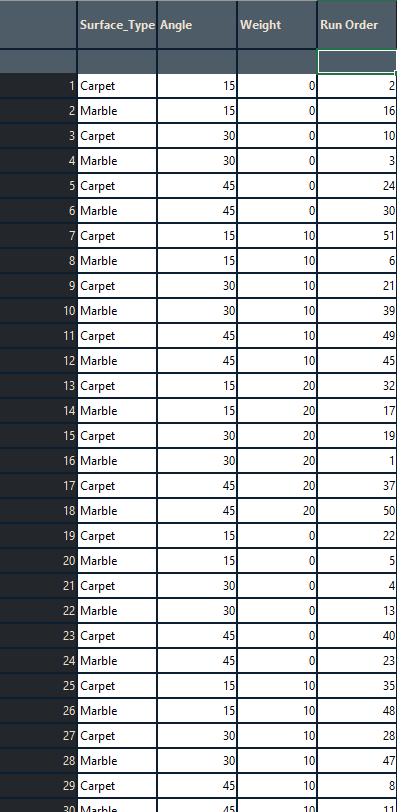 Surface_Type Angle Weight Run Order
1 Carpet 15 0 2
2 Marble 15 0 16
3 Carpet 30 0 10
4 Marble 30 0 3
5 Carpet 45 0 24
6 Marble 45 0 30
7 Carpet 15 10 51
8 Marble 15 10 6
9 Carpet 30 10 21
10 Marble 30 10 39
11 Carpet 45 10 49
12 Marble 45 10 45
13 Carpet 15 20 32
14 Marble 15 20 17
15 Carpet 30 20 19
16 Marble 30 20 1
17 Carpet 45 20 37
18 Marble 45 20 50
19 Carpet 15 0 22
20 Marble 15 0 5
21 Carpet 30 0 4
22 Marble 30 0 13
23 Carpet 45 0 40
24 Marble 45 0 23
25 Carpet 15 10 35
26 Marble 15 10 48
27 Carpet 30 10 28
28 Marble 30 10 47
29 Carpet 45 10 8
30 Marble 45 10 11